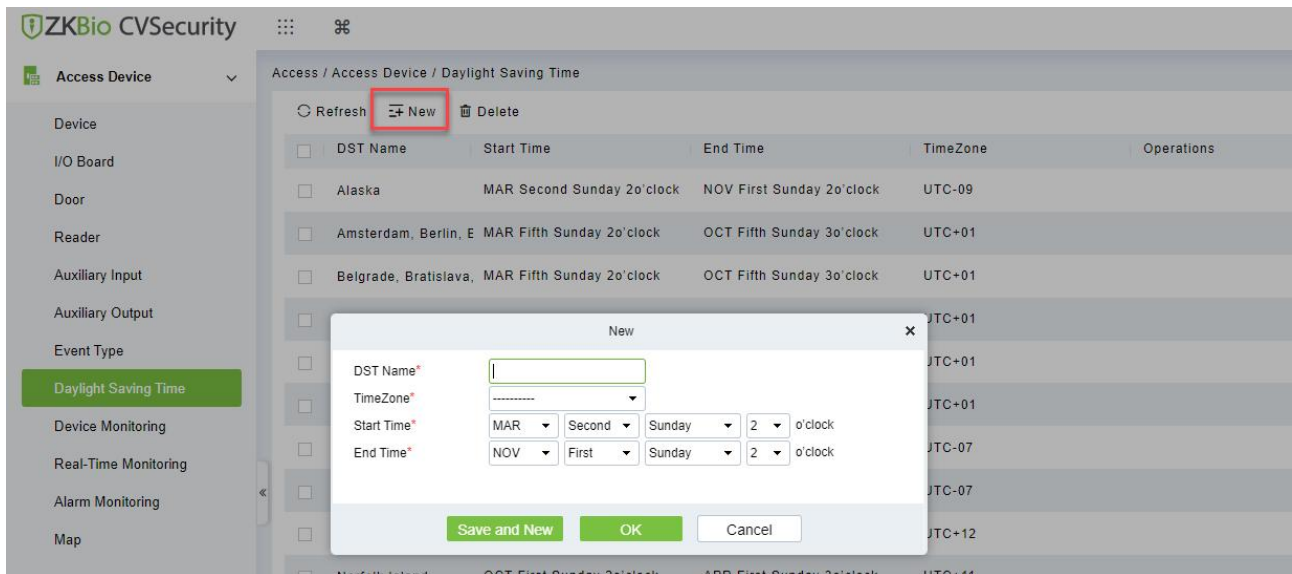 ZKBio CVSecurity
Access Device
Device
I/O Board
Door
Reader
Auxiliary Input
Auxiliary Output
Event Type
Daylight Saving Time
Device Monitoring
Real-Time Monitoring
Alarm Monitoring
Map
Access / Access Device / Daylight Saving Time
Refresh New Delete
DST Name Start Time End Time TimeZone Operations
Alaska MAR Second Sunday 2o'clock NOV First Sunday 2o'clock UTC-09
Amsterdam, Berlin, MAR Fifth Sunday 2o'clock OCT Fifth Sunday 3o'clock UTC+01
Belgrade, Bratislava, MAR Fifth Sunday 2o'clock OCT Fifth Sunday 3o'clock UTC+01
UTC+01
UTC+01
UTC+01
UTC-07
UTC-07
UTC+12
New
DST Name*
TimeZone* ----------
Start Time* MAR Second Sunday 2 o'clock
End Time* NOV First Sunday 2 o'clock
Save and New OK Cancel